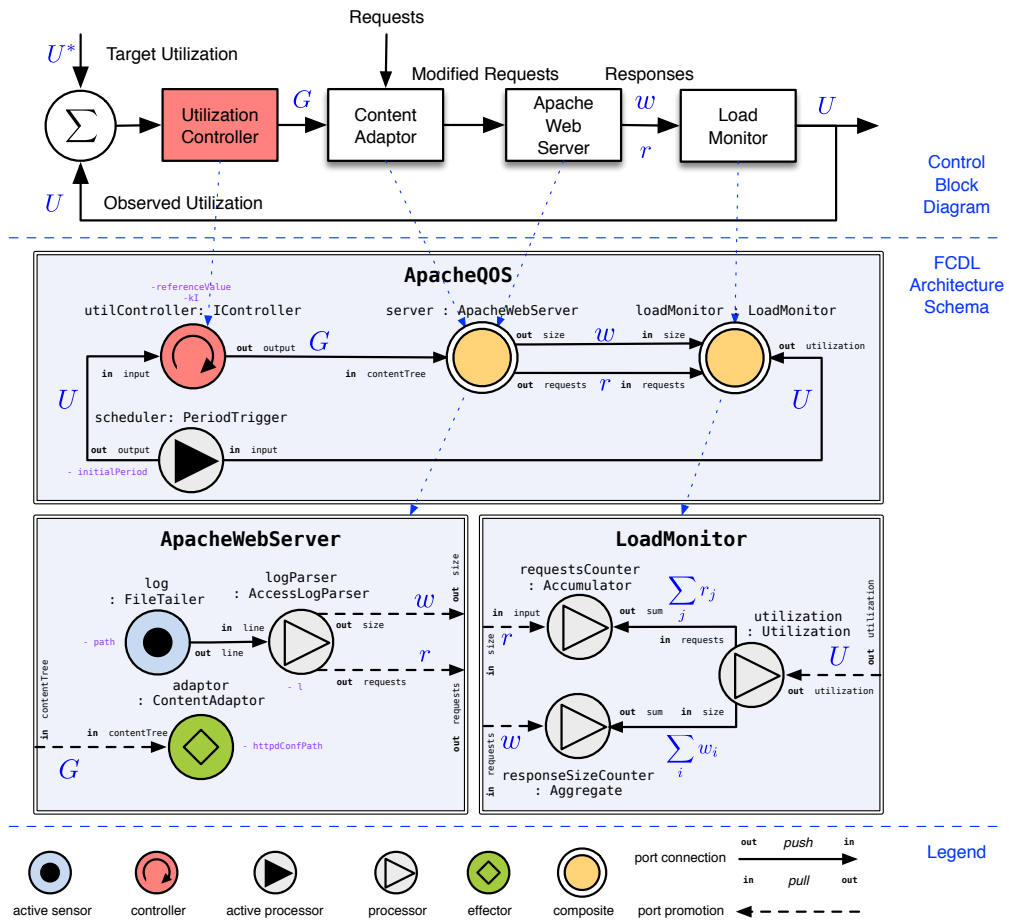 Requests
U*
Target Utilization
Modified Requests
Responses
∑
Utilization
Controller
G
Content
Adaptor
Apache
Web
Server
w
r
Load
Monitor
U
U
Observed Utilization
Control
Block
Diagram
ApacheQOS
FCDL
Architecture
Schema
-referenceValue
-kI
utilController: IController
server : ApacheWebServer
loadMonitor : LoadMonitor
out output
G
out size
w
in size
out utilization
in input
in contentTree
out requests
r
in requests
U
U
scheduler: PeriodTrigger
out output
in input
- initialPeriod
ApacheWebServer
log
: FileTailer
logParser
: AccessLogParser
w
out size
in line
out size
- path
out line
r
- l
out requests
adaptor
: ContentAdaptor
in contentTree
in contentTree
- httpdConfPath
G
out requests
LoadMonitor
requestsCounter
: Accumulator
∑j rj
in input
out sum
utilization
: Utilization
out utilization
r
in requests
in size
U
out utilization
out sum
in size
w
∑i wi
in requests
responseSizeCounter
: Aggregate
Legend
active sensor
controller
active processor
processor
effector
composite
port connection
out push in
in pull out
port promotion